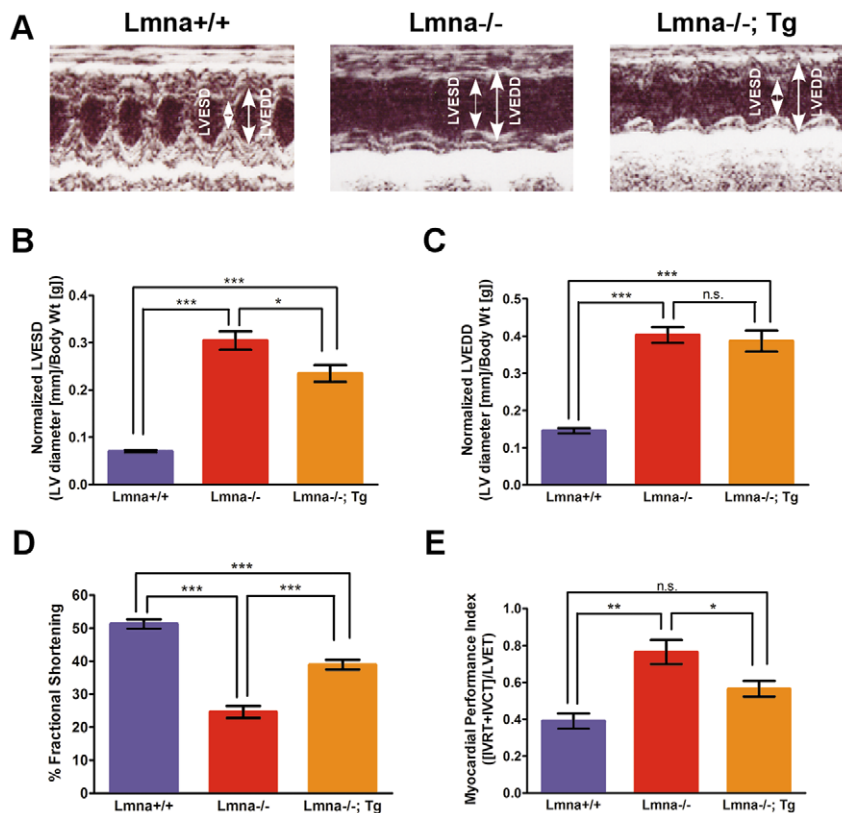 A
Lmna+/+
Lmna-/-
Lmna-/-; Tg
LVESD
LVEDD
LVESD
LVEDD
LVESD
LVEDD
B
Normalized LVESD
(LV diameter [mm]/Body Wt [g])
0.4
0.3
0.2
0.1
0.0
***
***
*
Lmna+/+
Lmna-/-
Lmna-/-; Tg
C
Normalized LVEDD
(LV diameter [mm]/Body Wt [g])
0.5
0.4
0.3
0.2
0.1
0.0
***
***
n.s.
Lmna+/+
Lmna-/-
Lmna-/-; Tg
D
% Fractional Shortening
60
50
40
30
20
10
0
***
***
***
Lmna+/+
Lmna-/-
Lmna-/-; Tg
E
Myocardial Performance Index
([IVRT+IVCT]/LVET)
1.0
0.8
0.6
0.4
0.2
0.0
n.s.
**
*
Lmna+/+
Lmna-/-
Lmna-/-; Tg